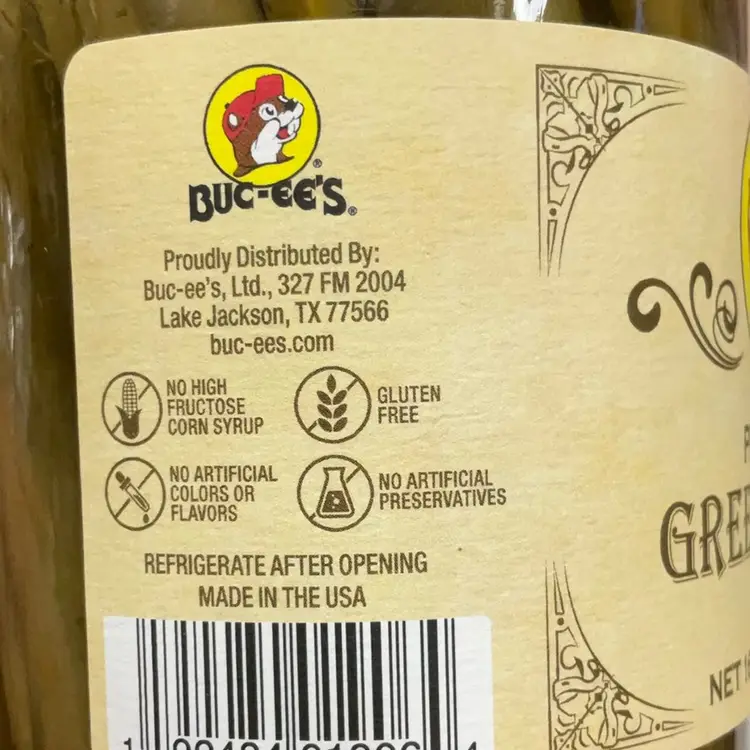 BUC-EE'S®
Proudly Distributed By:
Buc-ee's, Ltd., 327 FM 2004
Lake Jackson, TX 77566
buc-ees.com
NO HIGH
FRUCTOSE
CORN SYRUP
GLUTEN
FREE
NO ARTIFICIAL
COLORS OR
FLAVORS
NO ARTIFICIAL
PRESERVATIVES
REFRIGERATE AFTER OPENING
MADE IN THE USA
NET